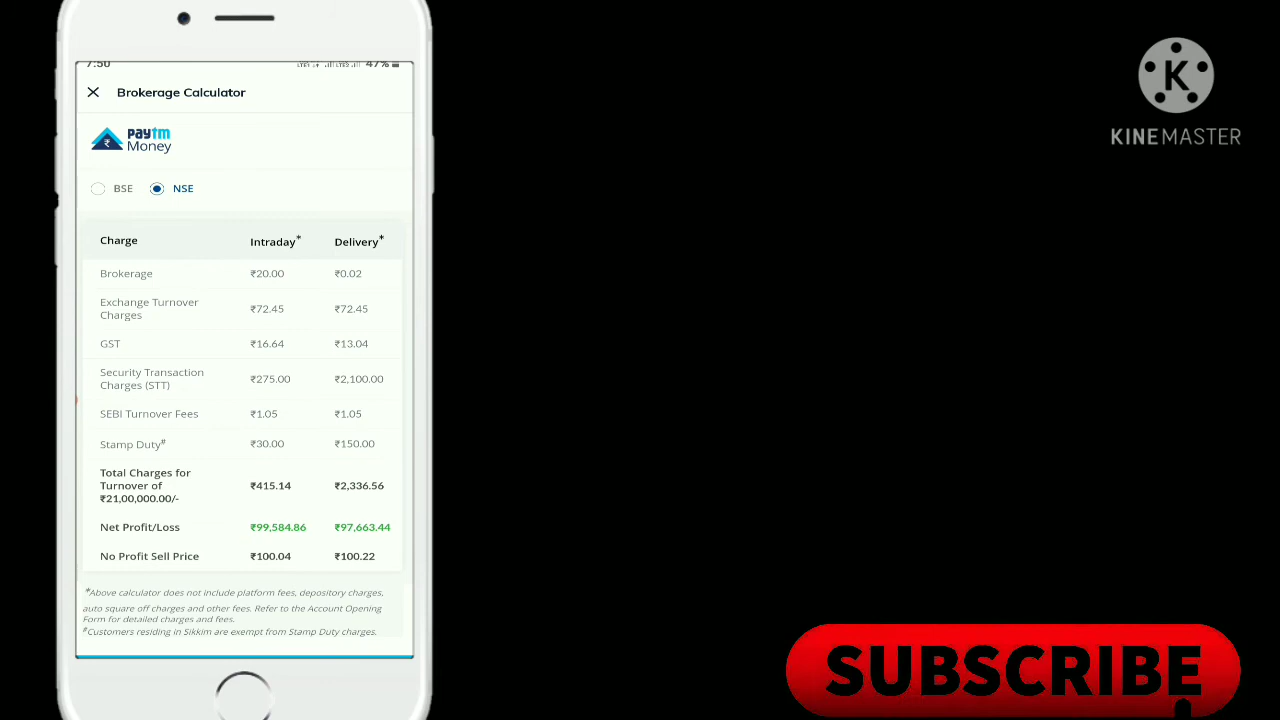 7:50 47%
Brokerage Calculator
paytm
Money
BSE NSE
Charge Intraday* Delivery*
Brokerage ₹20.00 ₹0.02
Exchange Turnover
Charges ₹72.45 ₹72.45
GST ₹16.64 ₹13.04
Security Transaction
Charges (STT) ₹275.00 ₹2,100.00
SEBI Turnover Fees ₹1.05 ₹1.05
Stamp Duty# ₹30.00 ₹150.00
Total Charges for
Turnover of ₹415.14 ₹2,336.56
₹21,00,000.00/-
Net Profit/Loss ₹99,584.86 ₹97,663.44
No Profit Sell Price ₹100.04 ₹100.22
*Above calculator does not include platform fees, depository charges,
auto square off charges and other fees. Refer to the Account Opening
Form for detailed charges and fees.
#Customers residing in Sikkim are exempt from Stamp Duty charges.
K
KINEMASTER
SUBSCRIBE